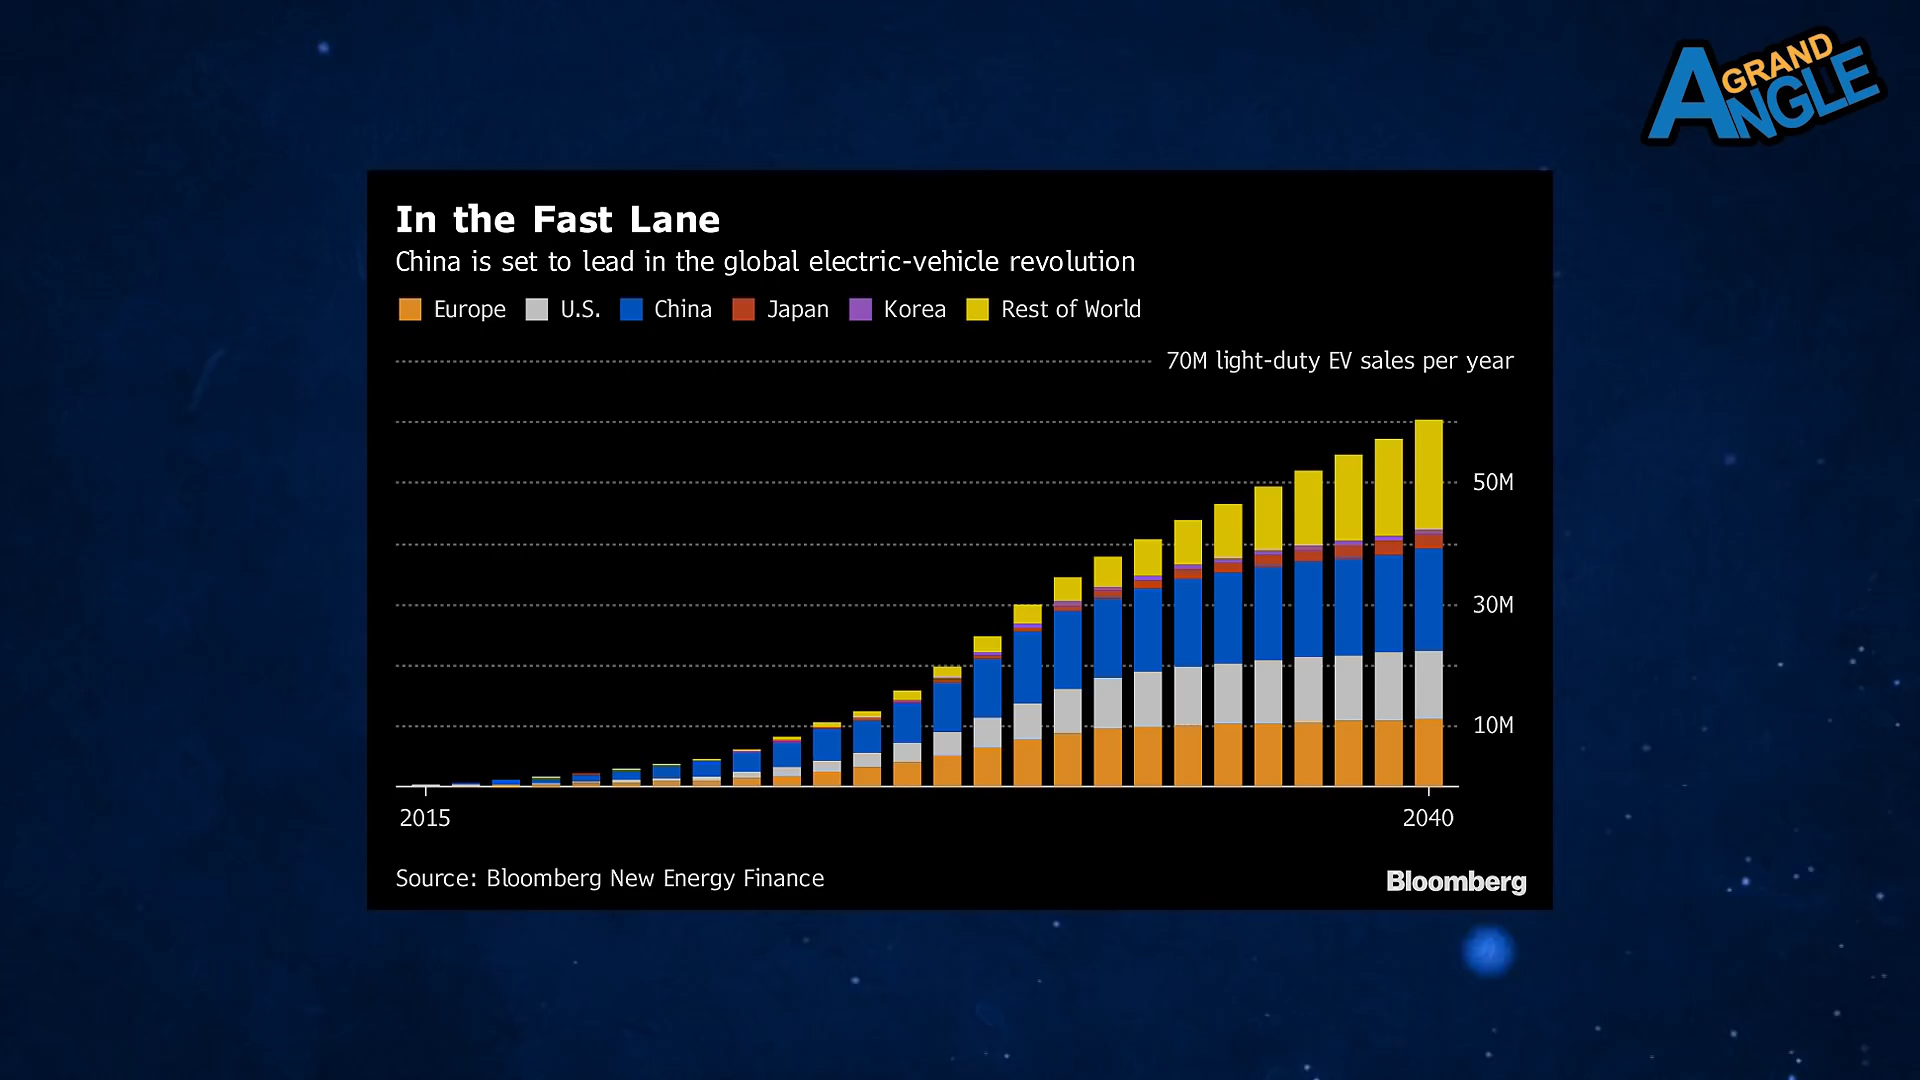 A GRAND
ANGLE
In the Fast Lane
China is set to lead in the global electric-vehicle revolution
Europe U.S. China Japan Korea Rest of World
70M light-duty EV sales per year
50M
30M
10M
2015 2040
Source: Bloomberg New Energy Finance Bloomberg